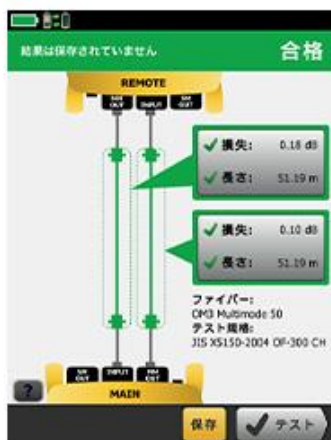 結果は保存されていません
合格
REMOTE
MM OUT
INPUT
SM OUT
損失: 0.18 dB
長さ: 51.19 m
損失: 0.10 dB
長さ: 51.19 m
ファイバー:
OM3 Multimode 50
テスト規格:
JIS X5150-2004 OF-300 CH
SM OUT
INPUT
MM OUT
MAIN
?
保存
テスト